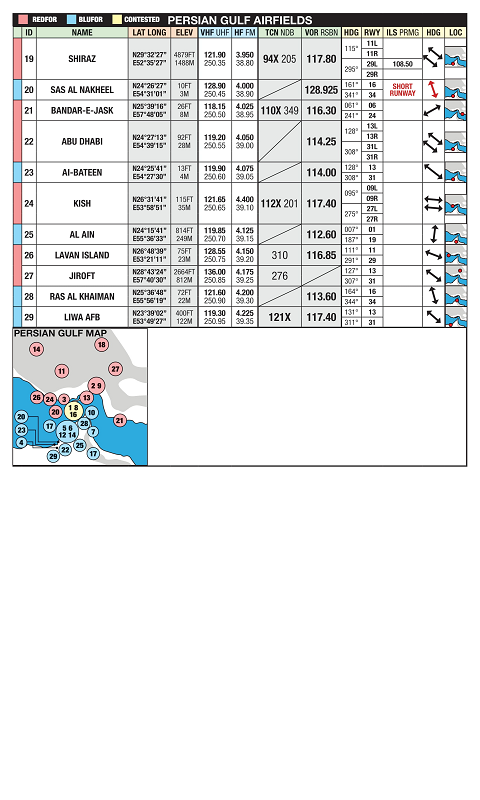 REDFOR BLUFOR CONTESTED PERSIAN GULF AIRFIELDS
ID NAME LAT LONG ELEV VHF UHF HF FM TCN NDB VOR RSBN HDG RWY ILS PRMG HDG LOC
19 SHIRAZ N29°32'27" E52°35'27" 4879FT 1488M 121.90 250.35 3.950 38.80 94X 205 117.80 115° 295° 11L 11R 29L 29R 108.50
20 SAS AL NAKHEEL N24°26'27" E54°31'01" 10FT 3M 128.90 250.45 4.000 38.90 128.925 161° 341° 16 34 SHORT RUNWAY
21 BANDAR-E-JASK N25°39'16" E57°48'05" 26FT 8M 118.15 250.50 4.025 38.95 110X 349 116.30 061° 241° 06 24
22 ABU DHABI N24°27'13" E54°39'15" 92FT 28M 119.20 250.55 4.050 39.00 114.25 128° 308° 13L 13R 31L 31R
23 Al-BATEEN N24°25'41" E54°27'30" 13FT 4M 119.90 250.60 4.075 39.05 114.00 128° 308° 13 31
24 KISH N26°31'41" E53°58'51" 115FT 35M 121.65 250.65 4.400 39.10 112X 201 117.40 095° 275° 09L 09R 27L 27R
25 AL AIN N24°15'41" E55°36'33" 814FT 249M 119.85 250.70 4.125 39.15 112.60 007° 187° 01 19
26 LAVAN ISLAND N26°48'39" E53°21'11" 75FT 23M 128.55 250.75 4.150 39.20 310 116.85 111° 291° 11 29
27 JIROFT N28°43'24" E57°40'30" 2664FT 812M 136.00 250.85 4.175 39.25 276 127° 307° 13 31
28 RAS AL KHAIMAN N25°36'48" E55°56'19" 72FT 22M 121.60 250.90 4.200 39.30 113.60 164° 344° 16 34
29 LIWA AFB N23°39'02" E53°49'27" 400FT 122M 119.30 250.95 4.225 39.35 121X 117.40 131° 311° 13 31
PERSIAN GULF MAP
14 18
11 27
2 9
26 24 3 13
20 1 8 16 10 21
20 17 28
23 5 6 12 14 7
4 22 25
29 17